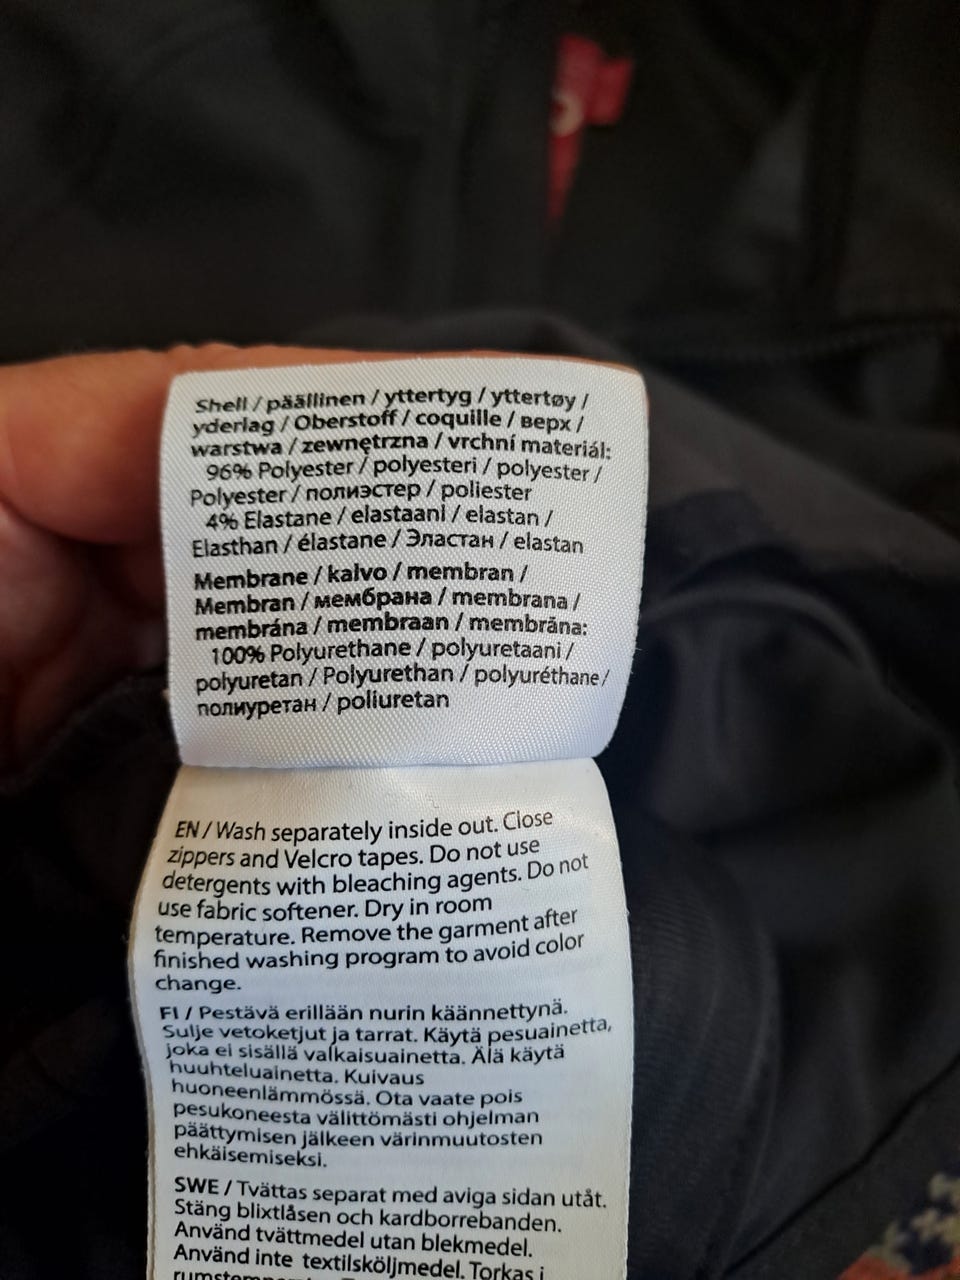 Shell / päällinen / yttertyg / yttertøy /
yderlag / Oberstoff / coquille / верх /
warstwa / zewnętrzna / vrchní materiál:
96% Polyester / polyesteri / polyester /
Polyester / полиэстер / poliester
4% Elastane / elastaani / elastan /
Elasthan / élastane / Эластан / elastan
Membrane / kalvo / membran /
Membran / мембрана / membrana /
membrána / membraan / membrăna:
100% Polyurethane / polyuretaani /
polyuretan / Polyurethan / polyuréthane /
полиуретан / poliuretan
EN / Wash separately inside out. Close
zippers and Velcro tapes. Do not use
detergents with bleaching agents. Do not
use fabric softener. Dry in room
temperature. Remove the garment after
finished washing program to avoid color
change.
FI / Pestävä erillään nurin käännettynä.
Sulje vetoketjut ja tarrat. Käytä pesuainetta,
joka ei sisällä valkaisuainetta. Älä käytä
huuhteluainetta. Kuivaus
huoneenlämmössä. Ota vaate pois
pesukoneesta välittömästi ohjelman
päättymisen jälkeen värinmuutosten
ehkäisemiseksi.
SWE / Tvättas separat med aviga sidan utåt.
Stäng blixtlåsen och kardborrebanden.
Använd tvättmedel utan blekmedel.
Använd inte textilsköljmedel. Torkas i